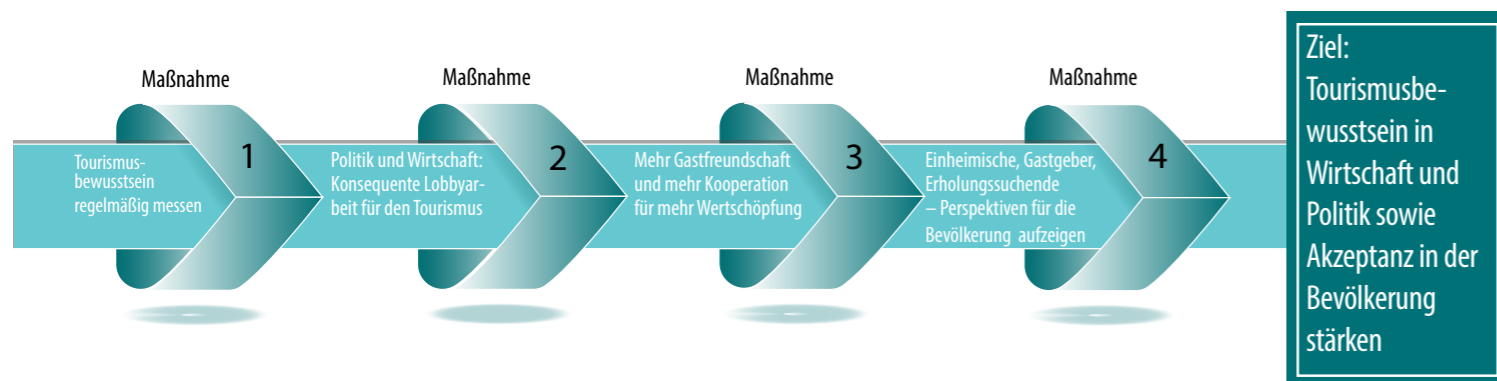 Maßnahme
1
Tourismus-
bewusstsein
regelmäßig messen
Maßnahme
2
Politik und Wirtschaft:
Konsequente Lobbyar-
beit für den Tourismus
Maßnahme
3
Mehr Gastfreundschaft
und mehr Kooperation
für mehr Wertschöpfung
Maßnahme
4
Einheimische, Gastgeber,
Erholungssuchende
– Perspektiven für die
Bevölkerung aufzeigen
Ziel:
Tourismusbe-
wusstsein in
Wirtschaft und
Politik sowie
Akzeptanz in der
Bevölkerung
stärken